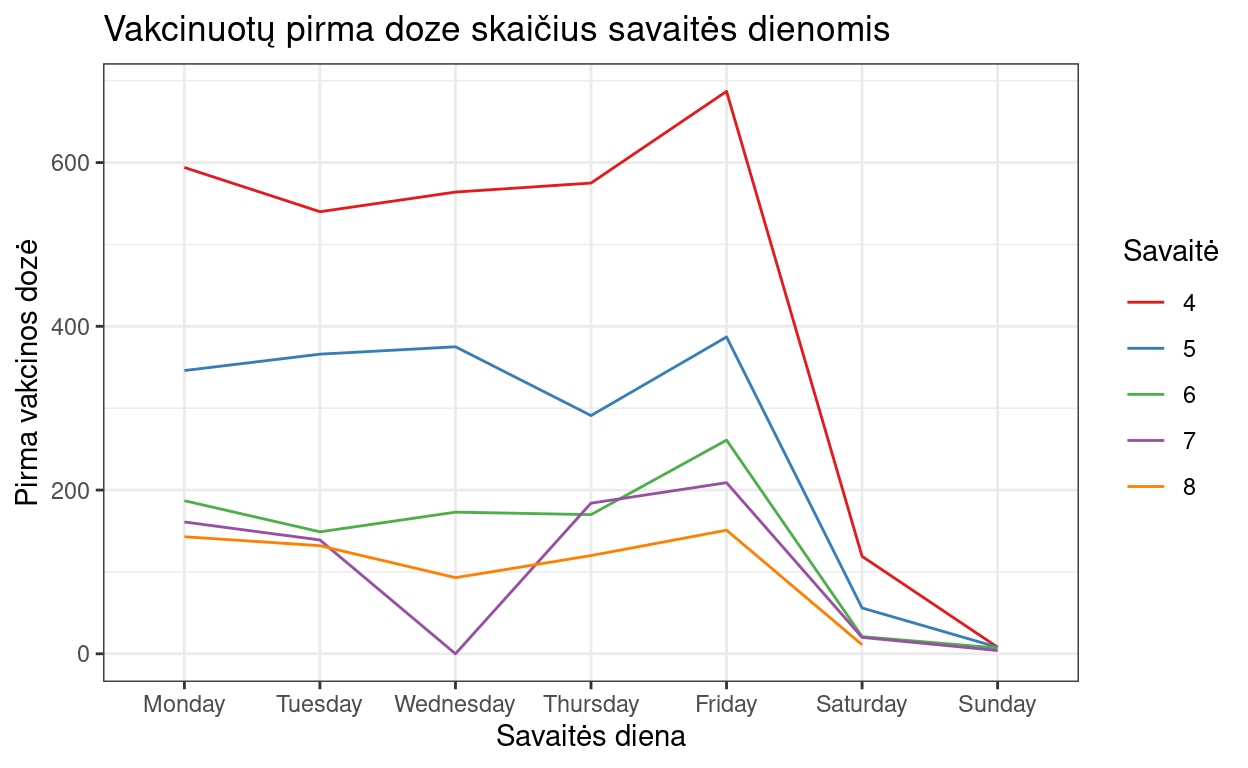 Vakcinuotų pirma doze skaičius savaitės dienomis
Pirma vakcinos dozė
600
400
200
0
Monday Tuesday Wednesday Thursday Friday Saturday Sunday
Savaitės diena
Savaitė
4
5
6
7
8